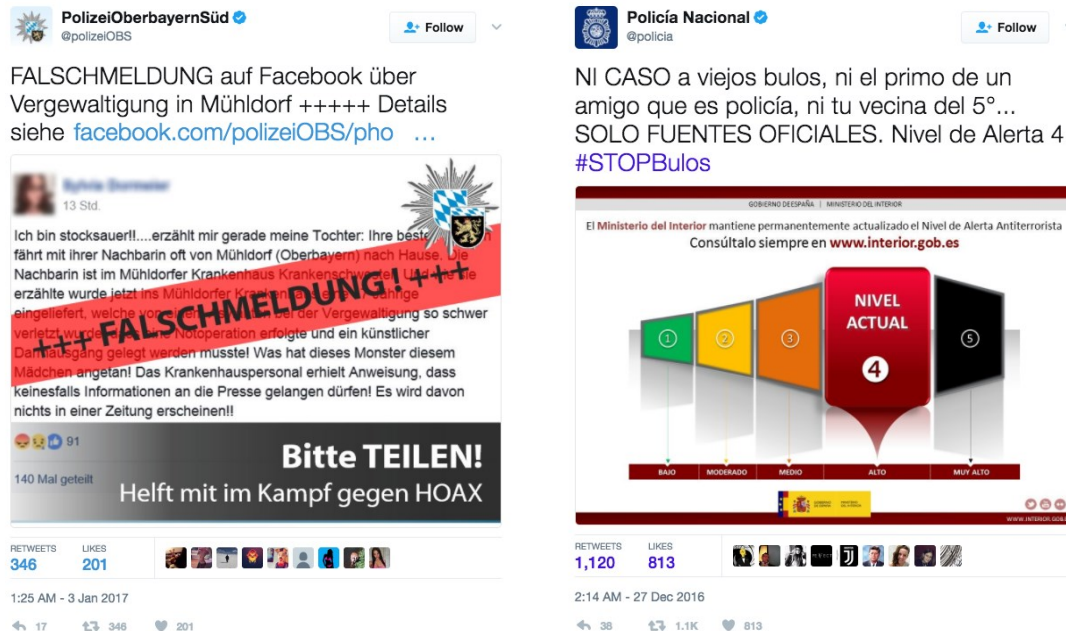 PolizeiOberbayernSüd
@polizeiOBS
Follow
FALSCHMELDUNG auf Facebook über
Vergewaltigung in Mühldorf +++++ Details
siehe facebook.com/polizeiOBS/pho ...
13 Std.
Ich bin stocksauer!!....erzählt mir gerade meine Tochter: Ihre beste
fährt mit ihrer Nachbarin oft von Mühldorf (Oberbayern) nach Hause. Die
Nachbarin ist im Mühldorfer Krankenhaus Krankenschwester. Und wie sie
erzählte wurde jetzt ins Mühldorfer Krankenhaus eine jährige
eingeliefert, welche von bei der Vergewaltigung so schwer
verletzt wurde, dass eine Notoperation erfolgte und ein künstlicher
Darmausgang gelegt werden musste! Was hat dieses Monster diesem
Mädchen angetan! Das Krankenhauspersonal erhielt Anweisung, dass
keinesfalls Informationen an die Presse gelangen dürfen! Es wird davon
nichts in einer Zeitung erscheinen!!
+++ FALSCHMELDUNG ! +++
91
140 Mal geteilt
Bitte TEILEN!
Helft mit im Kampf gegen HOAX
RETWEETS LIKES
346 201
1:25 AM - 3 Jan 2017
17 346 201
Policía Nacional
@policia
Follow
NI CASO a viejos bulos, ni el primo de un
amigo que es policía, ni tu vecina del 5°...
SOLO FUENTES OFICIALES. Nivel de Alerta 4
#STOPBulos
GOBIERNO DE ESPAÑA | MINISTERIO DEL INTERIOR
El Ministerio del Interior mantiene permanentemente actualizado el Nivel de Alerta Antiterrorista
Consúltalo siempre en www.interior.gob.es
NIVEL
ACTUAL
1 2 3 4 5
BAJO MODERADO MEDIO ALTO MUY ALTO
RETWEETS LIKES
1,120 813
2:14 AM - 27 Dec 2016
38 1.1K 813